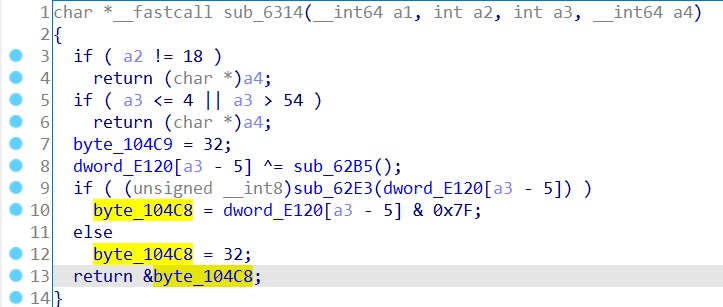 1 char *__fastcall sub_6314(__int64 a1, int a2, int a3, __int64 a4)
2 {
3   if ( a2 != 18 )
4     return (char *)a4;
5   if ( a3 <= 4 || a3 > 54 )
6     return (char *)a4;
7   byte_104C9 = 32;
8   dword_E120[a3 - 5] ^= sub_62B5();
9   if ( (unsigned __int8)sub_62E3(dword_E120[a3 - 5]) )
10     byte_104C8 = dword_E120[a3 - 5] & 0x7F;
11   else
12     byte_104C8 = 32;
13   return &byte_104C8;
14 }